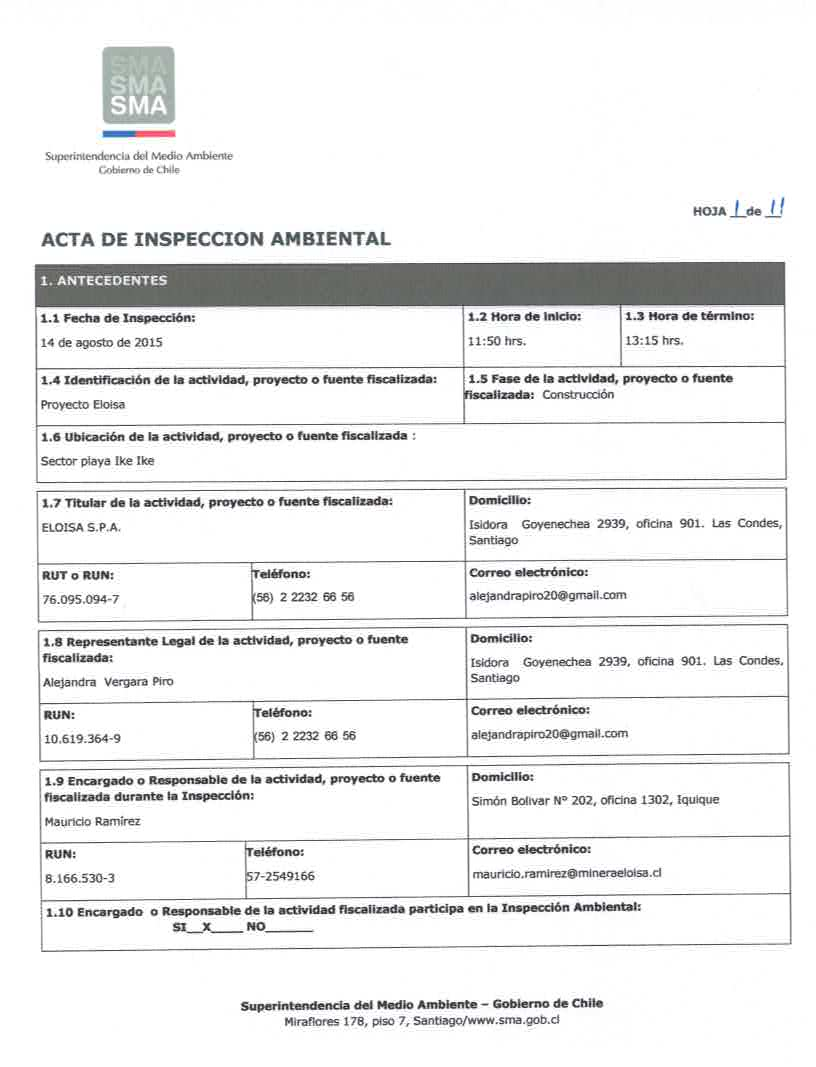 SMA
SMA
SMA
Superintendencia del Medio Ambiente
Gobierno de Chile
HOJA 1 de 11
ACTA DE INSPECCION AMBIENTAL
1. ANTECEDENTES
1.1 Fecha de Inspección:
14 de agosto de 2015
1.2 Hora de inicio:
11:50 hrs.
1.3 Hora de término:
13:15 hrs.
1.4 Identificación de la actividad, proyecto o fuente fiscalizada:
Proyecto Eloisa
1.5 Fase de la actividad, proyecto o fuente
fiscalizada: Construcción
1.6 Ubicación de la actividad, proyecto o fuente fiscalizada :
Sector playa Ike Ike
1.7 Titular de la actividad, proyecto o fuente fiscalizada:
ELOISA S.P.A.
Domicilio:
Isidora Goyenechea 2939, oficina 901. Las Condes,
Santiago
RUT o RUN:
76.095.094-7
Teléfono:
(56) 2 2232 66 56
Correo electrónico:
alejandrapiro20@gmail.com
1.8 Representante Legal de la actividad, proyecto o fuente
fiscalizada:
Alejandra Vergara Piro
Domicilio:
Isidora Goyenechea 2939, oficina 901. Las Condes,
Santiago
RUN:
10.619.364-9
Teléfono:
(56) 2 2232 66 56
Correo electrónico:
alejandrapiro20@gmail.com
1.9 Encargado o Responsable de la actividad, proyecto o fuente
fiscalizada durante la Inspección:
Mauricio Ramírez
Domicilio:
Simón Bolivar N° 202, oficina 1302, Iquique
RUN:
8.166.530-3
Teléfono:
57-2549166
Correo electrónico:
mauricio.ramirez@mineraeloisa.cl
1.10 Encargado o Responsable de la actividad fiscalizada participa en la Inspección Ambiental:
SI__X____ NO______
Superintendencia del Medio Ambiente – Gobierno de Chile
Miraflores 178, piso 7, Santiago/www.sma.gob.cl